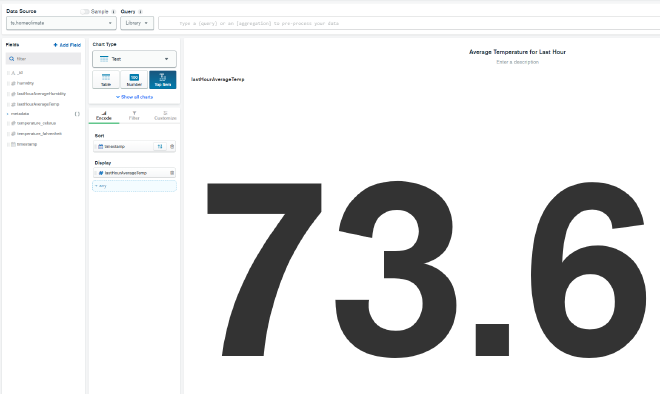 Data Source
Sample
Query
ts.homeclimate
Library
Type a {query} or an [aggregation] to pre-process your data.
Fields
+ Add Field
filter
_id
humidity
lastHourAverageHumidity
lastHourAverageTemp
metadata
{ }
temperature_celsius
temperature_fahrenheit
timestamp
Chart Type
Text
Table
Number
Top Item
Show all charts
Encode
Filter
Customize
Sort
timestamp
Display
lastHourAverageTemp
+ any
Average Temperature for Last Hour
Enter a description
lastHourAverageTemp
73.6